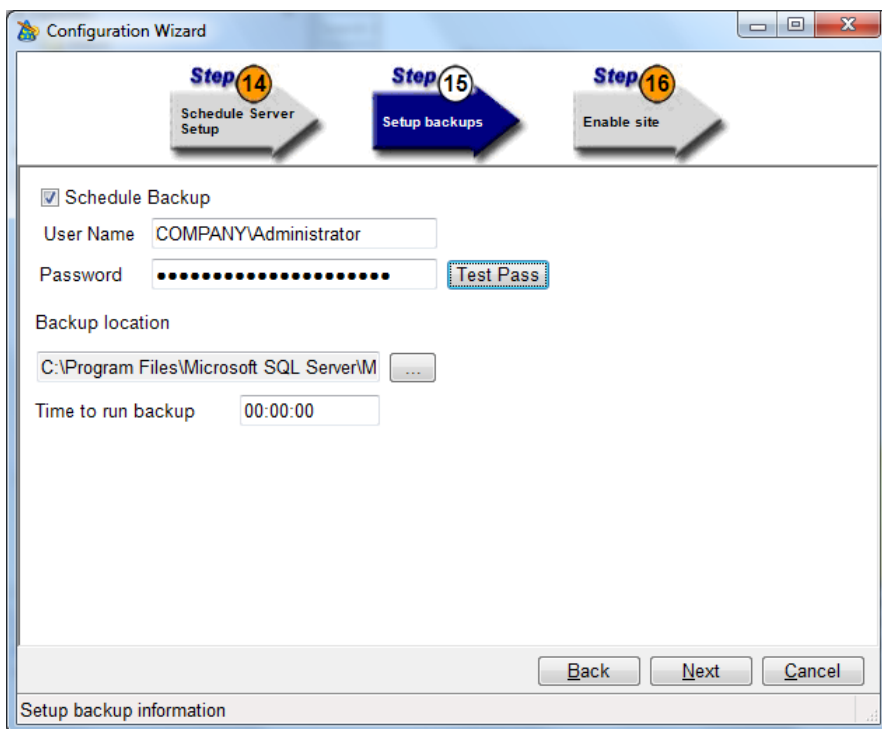 Configuration Wizard
Step 14
Schedule Server
Setup
Step 15
Setup backups
Step 16
Enable site
Schedule Backup
User Name COMPANY\Administrator
Password ●●●●●●●●●●●●●●●●●●●●● Test Pass
Backup location
C:\Program Files\Microsoft SQL Server\M ...
Time to run backup 00:00:00
Back Next Cancel
Setup backup information